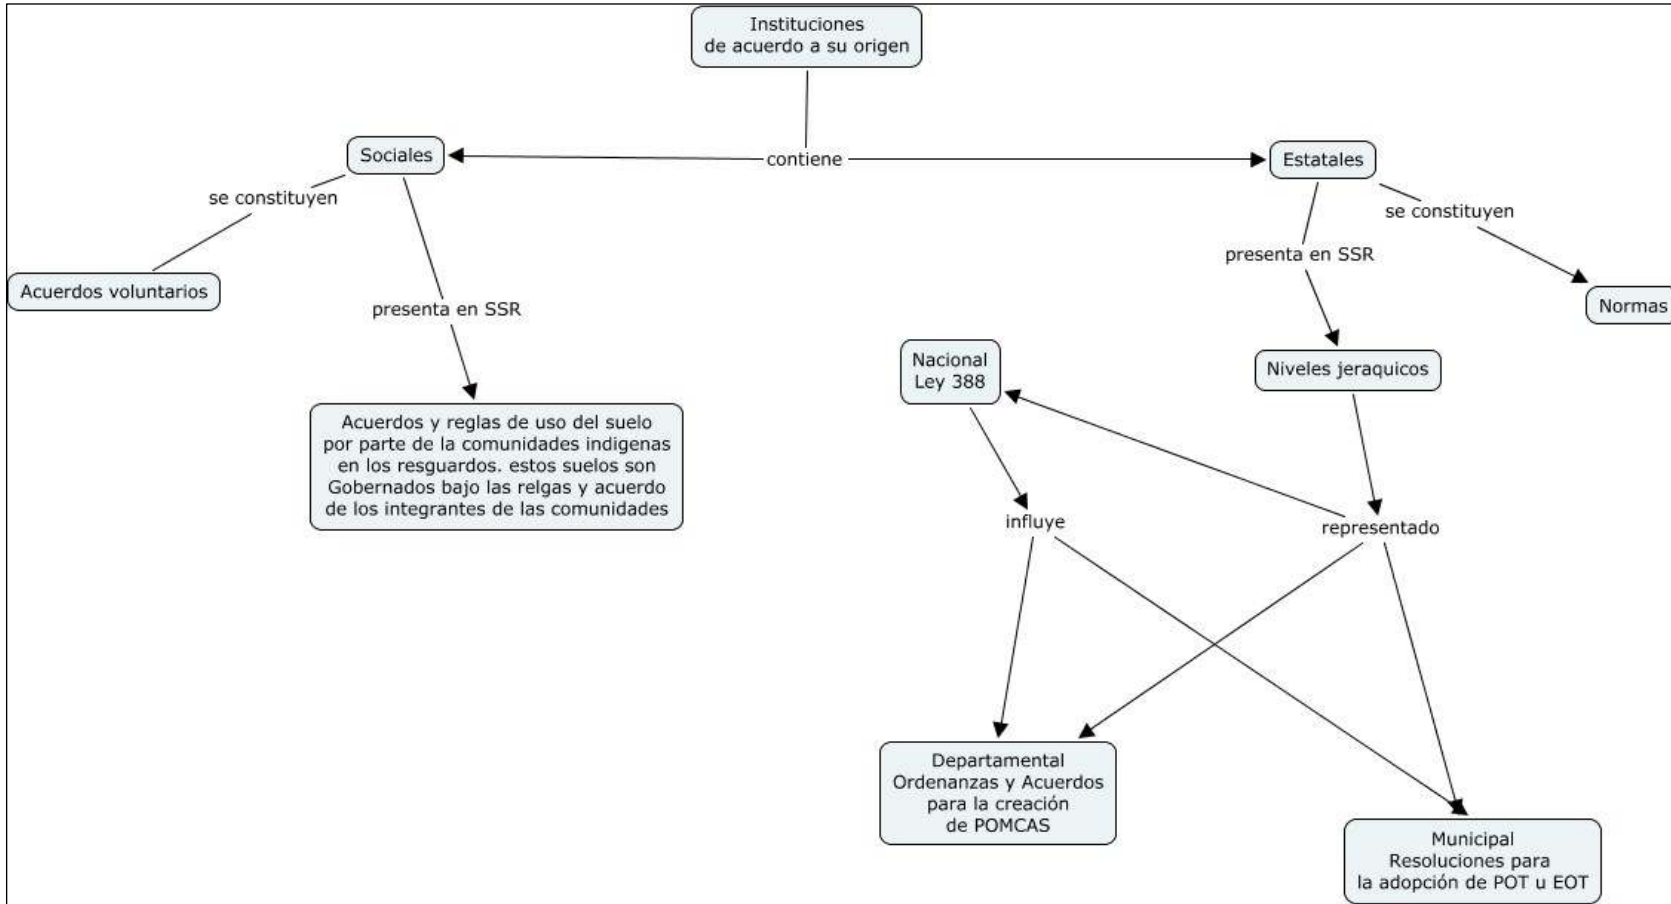 Instituciones
de acuerdo a su origen
Sociales
contiene
Estatales
se constituyen
se constituyen
presenta en SSR
Acuerdos voluntarios
Normas
presenta en SSR
Nacional
Ley 388
Niveles jeraquicos
Acuerdos y reglas de uso del suelo
por parte de la comunidades indigenas
en los resguardos. estos suelos son
Gobernados bajo las relgas y acuerdo
de los integrantes de las comunidades
influye
representado
Departamental
Ordenanzas y Acuerdos
para la creación
de POMCAS
Municipal
Resoluciones para
la adopción de POT u EOT